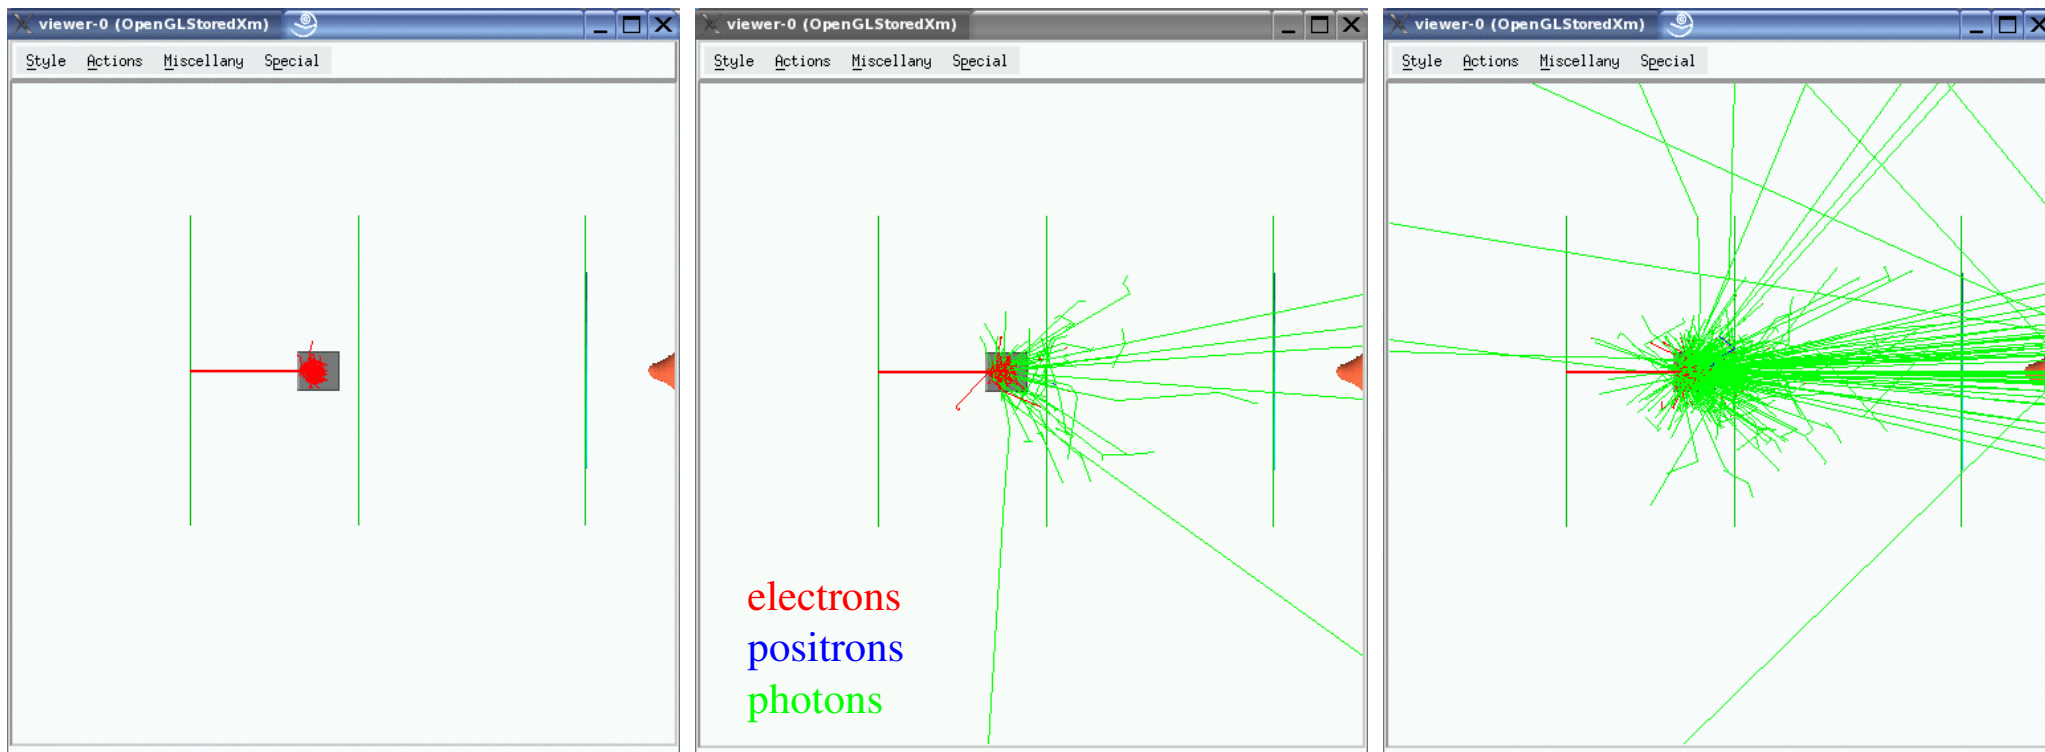 viewer-0 (OpenGLStoredXm)
Style Actions Miscellany Special
viewer-0 (OpenGLStoredXm)
Style Actions Miscellany Special
electrons
positrons
photons
viewer-0 (OpenGLStoredXm)
Style Actions Miscellany Special